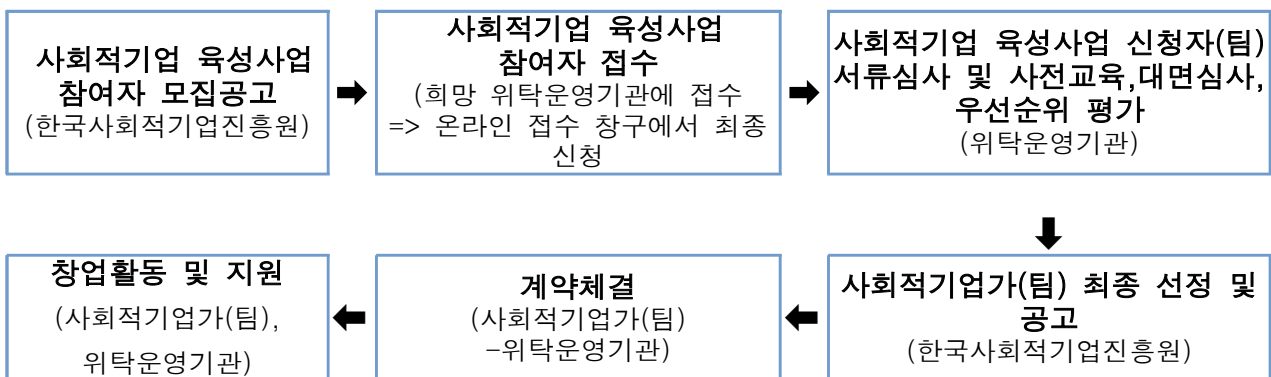 사회적기업 육성사업
참여자 모집공고
(한국사회적기업진흥원)
사회적기업 육성사업
참여자 접수
(희망 위탁운영기관에 접수
=> 온라인 접수 창구에서 최종
신청
사회적기업 육성사업 신청자(팀)
서류심사 및 사전교육,대면심사,
우선순위 평가
(위탁운영기관)
사회적기업가(팀) 최종 선정 및
공고
(한국사회적기업진흥원)
계약체결
(사회적기업가(팀)
-위탁운영기관)
창업활동 및 지원
(사회적기업가(팀),
위탁운영기관)